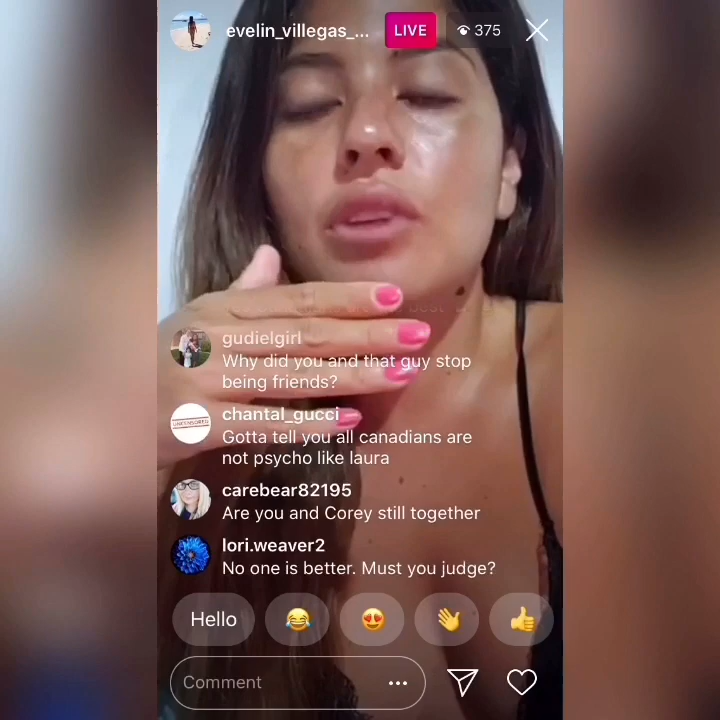 evelin_villegas_...
LIVE
375
gudielgirl
Why did you and that guy stop
being friends?
chantal_gucci
Gotta tell you all canadians are
not psycho like laura
carebear82195
Are you and Corey still together
lori.weaver2
No one is better. Must you judge?
Hello
Comment